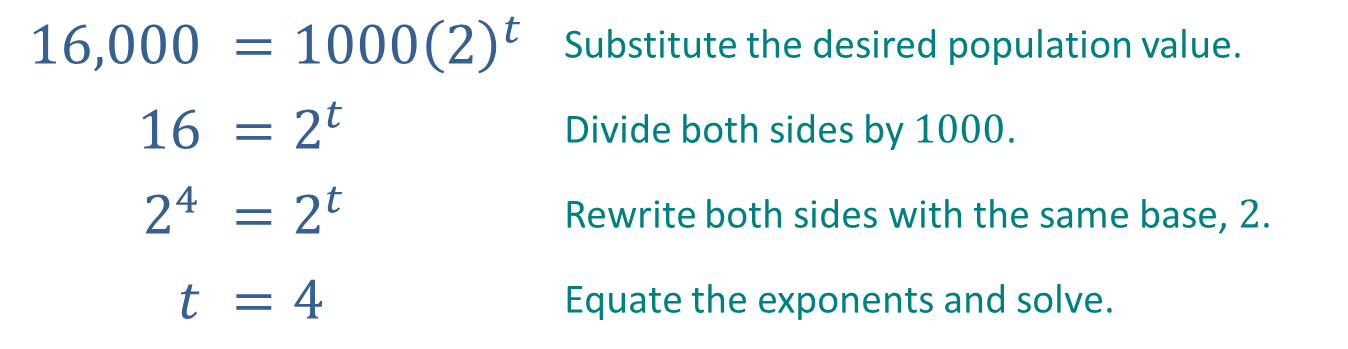 16,000 = 1000(2)^t Substitute the desired population value.
16 = 2^t Divide both sides by 1000.
2^4 = 2^t Rewrite both sides with the same base, 2.
t = 4 Equate the exponents and solve.